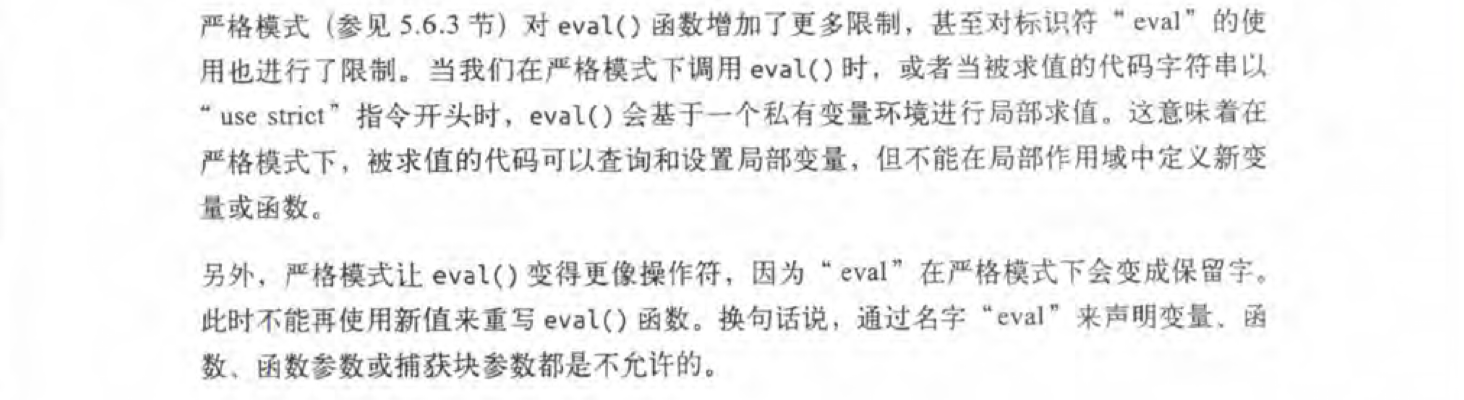 严格模式（参见 5.6.3 节）对 eval() 函数增加了更多限制，甚至对标识符“eval”的使
用也进行了限制。当我们在严格模式下调用 eval() 时，或者当被求值的代码字符串以
“use strict”指令开头时，eval() 会基于一个私有变量环境进行局部求值。这意味着在
严格模式下，被求值的代码可以查询和设置局部变量，但不能在局部作用域中定义新变
量或函数。
另外，严格模式让 eval() 变得更像操作符，因为“eval”在严格模式下会变成保留字。
此时不能再使用新值来重写 eval() 函数。换句话说，通过名字“eval”来声明变量、函
数、函数参数或捕获块参数都是不允许的。